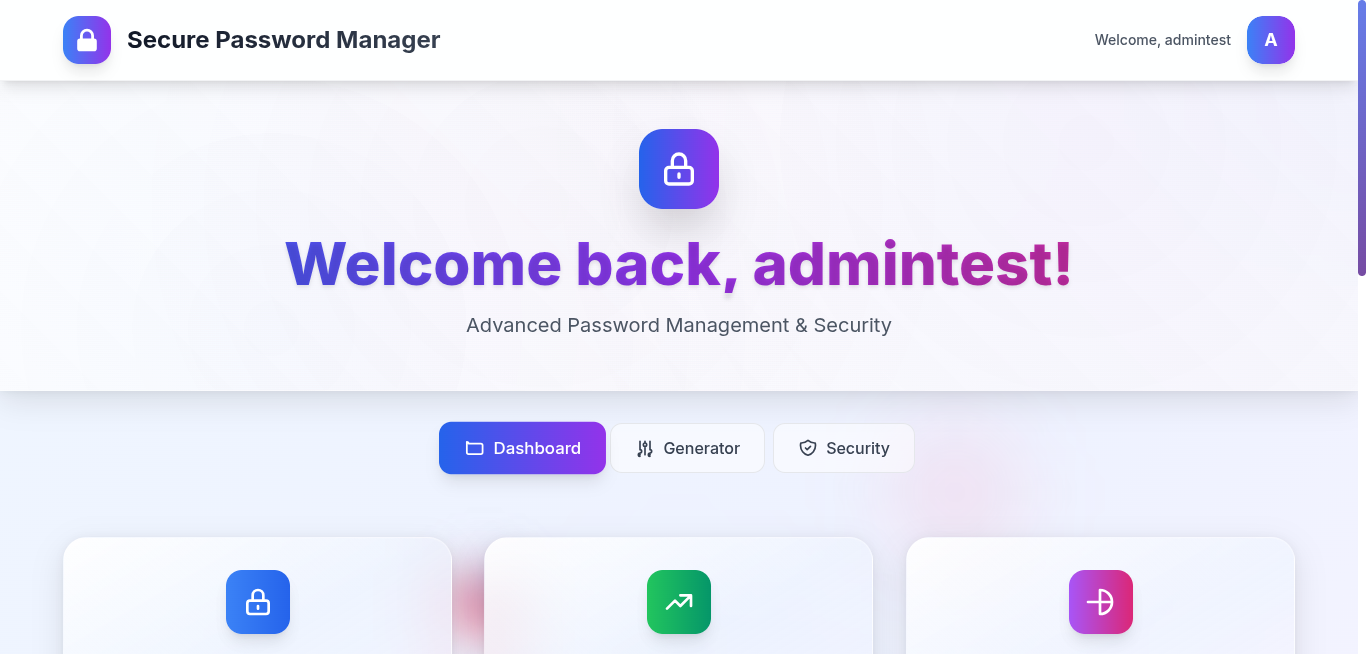 Secure Password Manager
Welcome, admintest
A
Welcome back, admintest!
Advanced Password Management & Security
Dashboard
Generator
Security